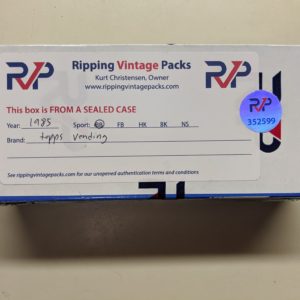 RVP Ripping Vintage Packs RVP
Kurt Christensen, Owner
www.rippingvintagepacks.com
This box is FROM A SEALED CASE
Year: 1985 Sport: BB FB HK BK NS
Brand: topps vending
RVP
352599
See rippingvintagepacks.com for our unopened authentication terms and conditions